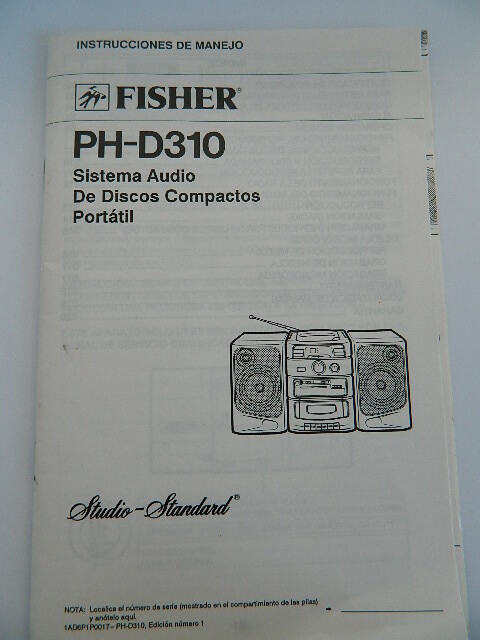 INSTRUCCIONES DE MANEJO
FISHER®
PH-D310
Sistema Audio
De Discos Compactos
Portátil
Studio-Standard®
NOTA: Localice el número de serie (mostrado en el compartimiento de las pilas)
y anótelo aquí.
1AD6P1P0017– PH-D310, Edición número 1